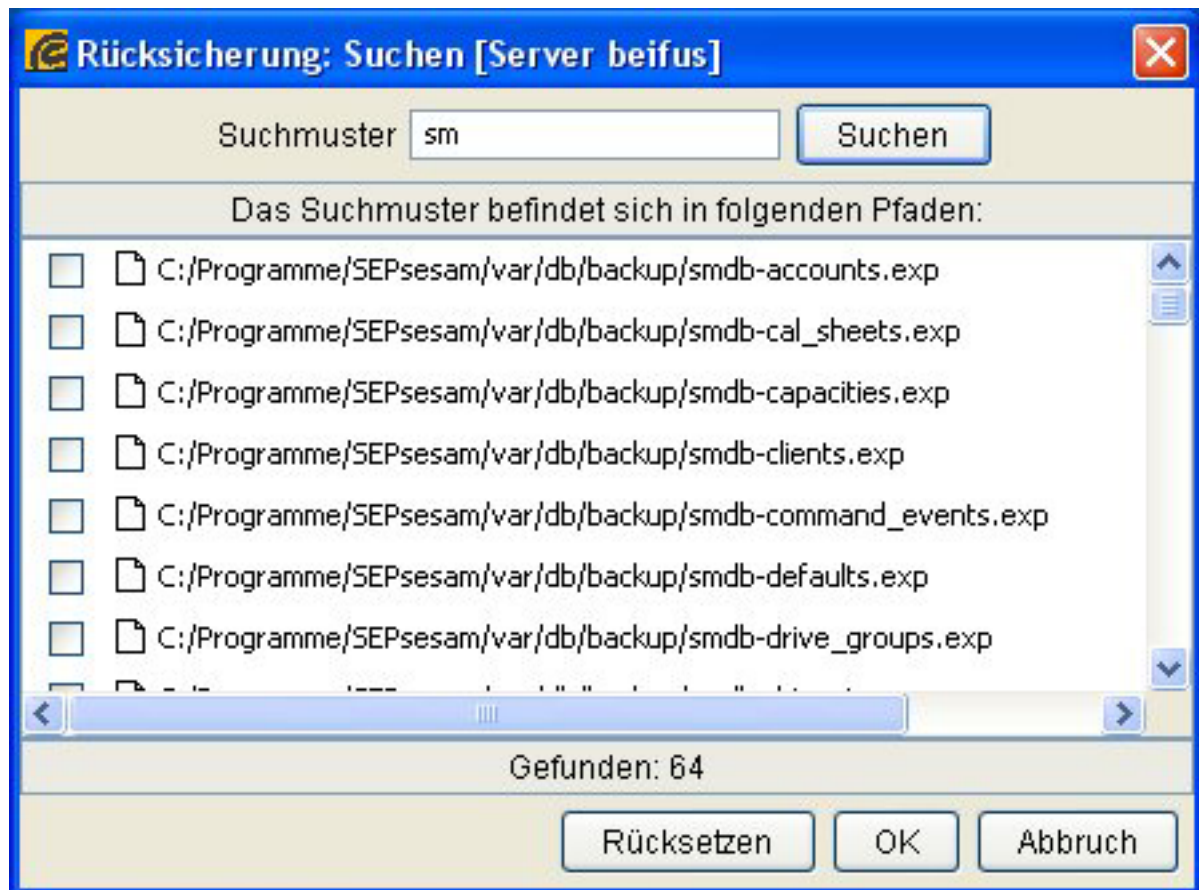 Rücksicherung: Suchen [Server beifus]
Suchmuster sm Suchen
Das Suchmuster befindet sich in folgenden Pfaden:
C:/Programme/SEPsesam/var/db/backup/smdb-accounts.exp
C:/Programme/SEPsesam/var/db/backup/smdb-cal_sheets.exp
C:/Programme/SEPsesam/var/db/backup/smdb-capacities.exp
C:/Programme/SEPsesam/var/db/backup/smdb-clients.exp
C:/Programme/SEPsesam/var/db/backup/smdb-command_events.exp
C:/Programme/SEPsesam/var/db/backup/smdb-defaults.exp
C:/Programme/SEPsesam/var/db/backup/smdb-drive_groups.exp
Gefunden: 64
Rücksetzen OK Abbruch